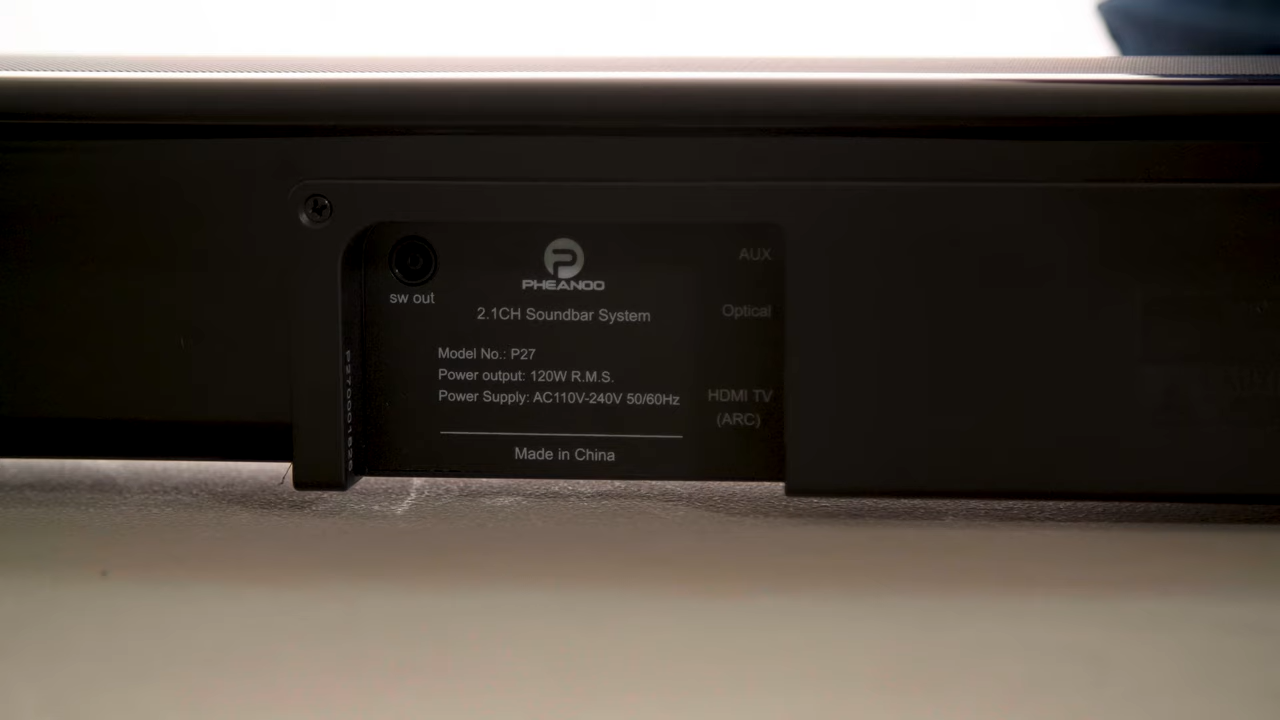 AUX
PHEANOO
sw out
Optical
2.1CH Soundbar System
Model No.: P27
Power output: 120W R.M.S.
Power Supply: AC110V-240V 50/60Hz
HDMI TV
(ARC)
Made in China